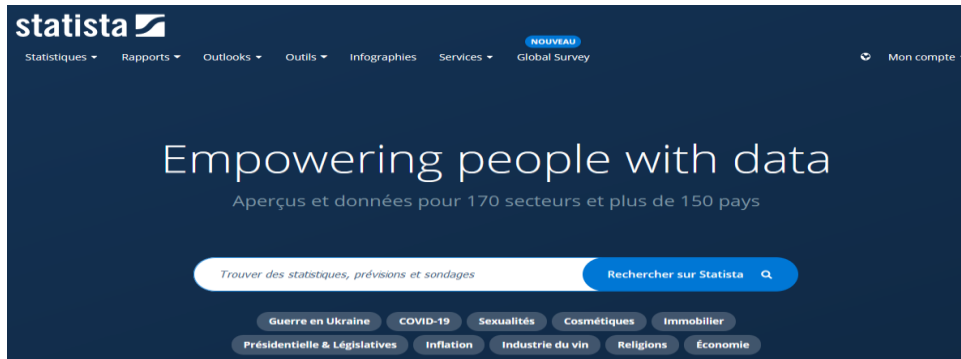 statista
NOUVEAU
Statistiques Rapports Outlooks Outils Infographies Services Global Survey Mon compte
Empowering people with data
Aperçus et données pour 170 secteurs et plus de 150 pays
Trouver des statistiques, prévisions et sondages Rechercher sur Statista
Guerre en Ukraine COVID-19 Sexualités Cosmétiques Immobilier
Présidentielle & Législatives Inflation Industrie du vin Religions Économie